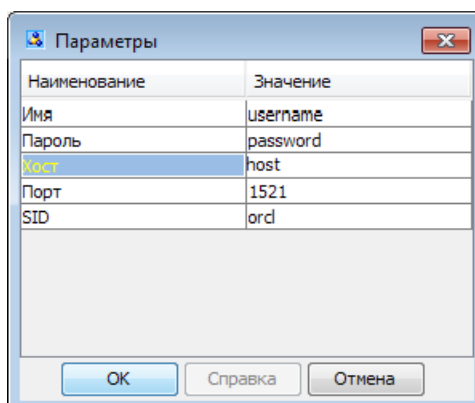 Параметры
Наименование Значение
Имя username
Пароль password
Хост host
Порт 1521
SID orcl
OK Справка Отмена